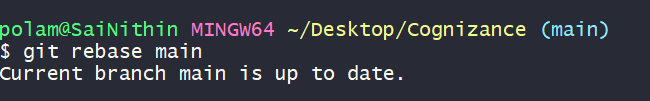 polam@SaiNithin MINGW64 ~/Desktop/Cognizance (main)
$ git rebase main
Current branch main is up to date.